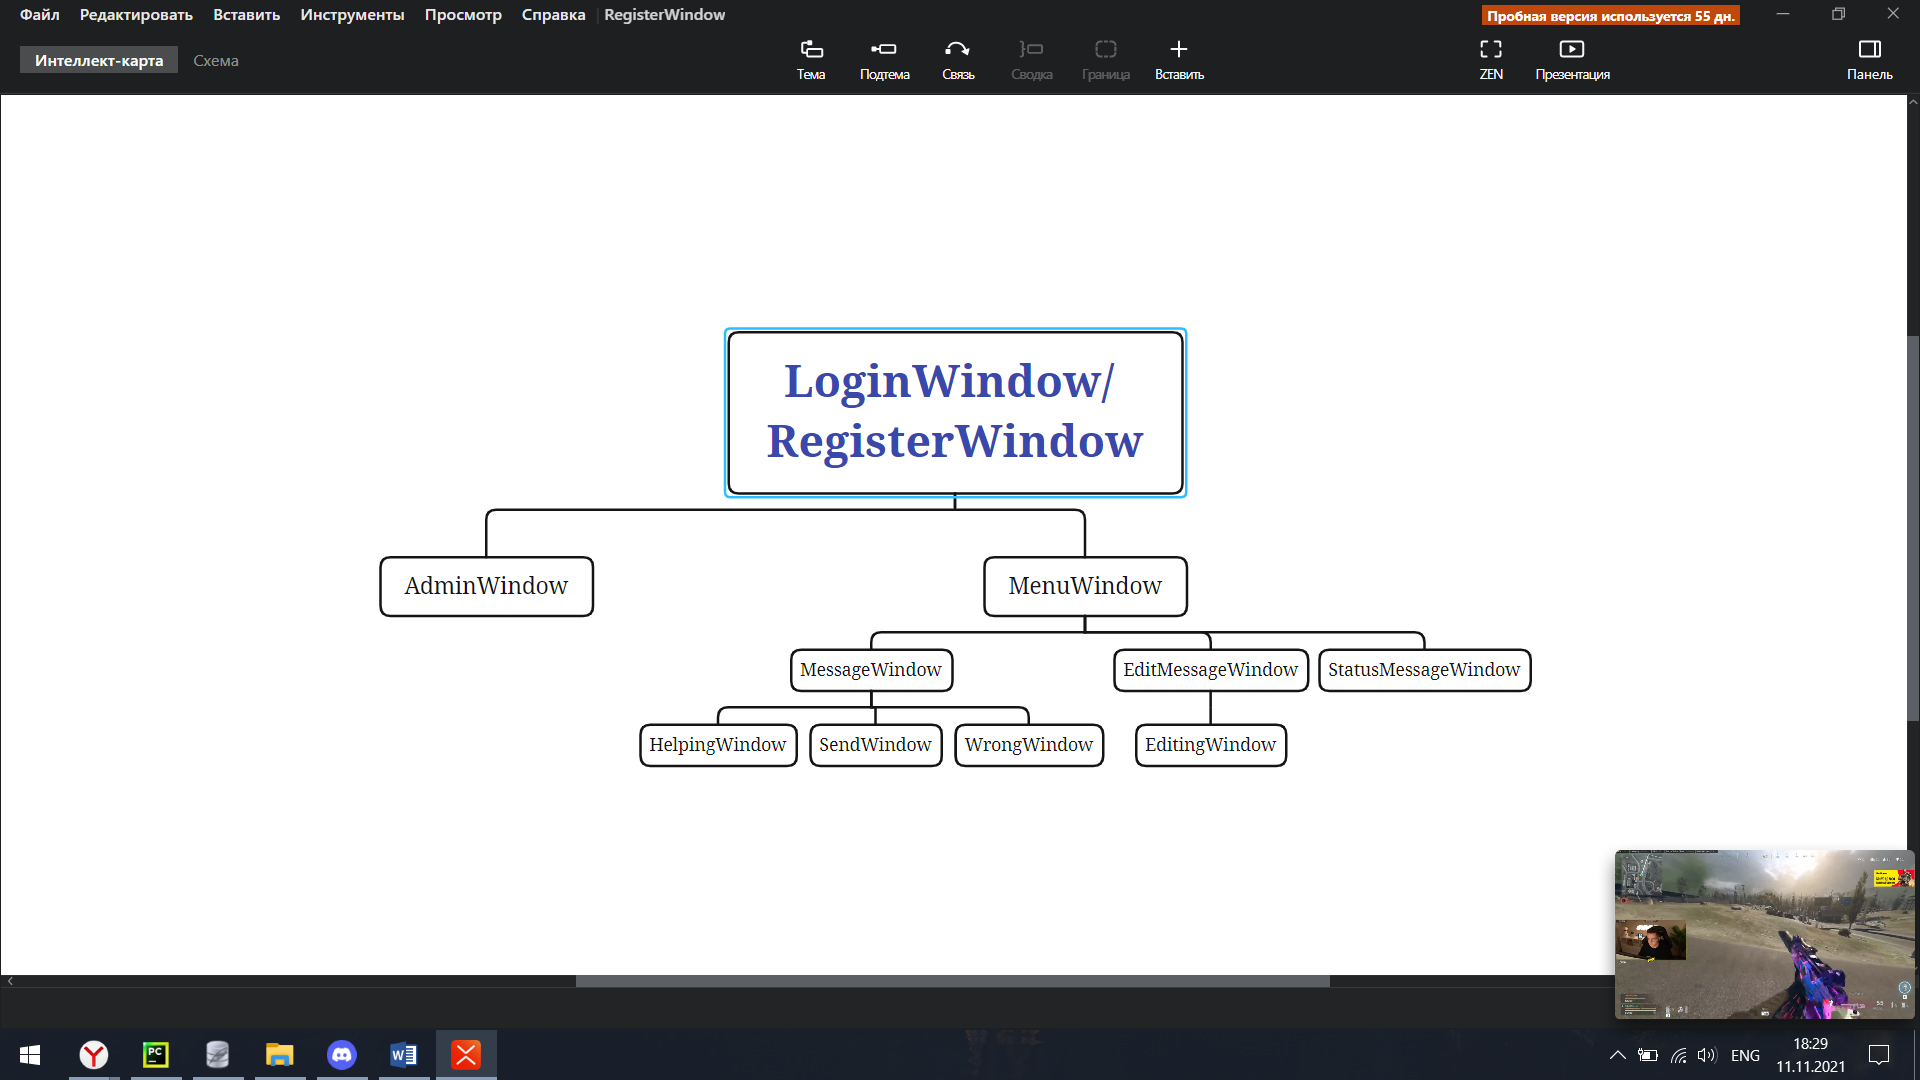 Файл Редактировать Вставить Инструменты Просмотр Справка RegisterWindow
Пробная версия используется 55 дн.
Интеллект-карта Схема
Тема Подтема Связь Сводка Граница Вставить ZEN Презентация Панель
LoginWindow/
RegisterWindow
AdminWindow MenuWindow
MessageWindow EditMessageWindow StatusMessageWindow
HelpingWindow SendWindow WrongWindow EditingWindow
PC
W
ENG
18:29
11.11.2021